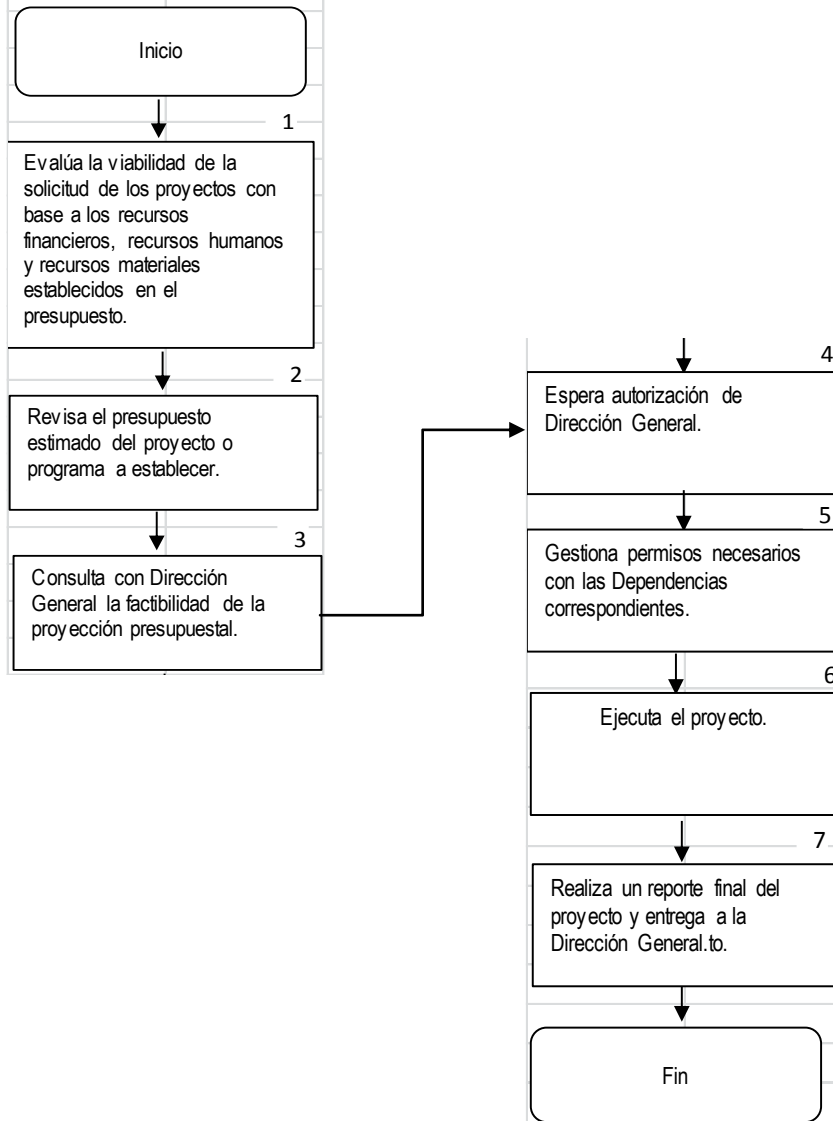 Inicio
1
Evalúa la viabilidad de la
solicitud de los proyectos con
base a los recursos
financieros, recursos humanos
y recursos materiales
establecidos en el
presupuesto.
2
Revisa el presupuesto
estimado del proyecto o
programa a establecer.
3
Consulta con Dirección
General la factibilidad de la
proyección presupuestal.
4
Espera autorización de
Dirección General.
5
Gestiona permisos necesarios
con las Dependencias
correspondientes.
6
Ejecuta el proyecto.
7
Realiza un reporte final del
proyecto y entrega a la
Dirección General.to.
Fin